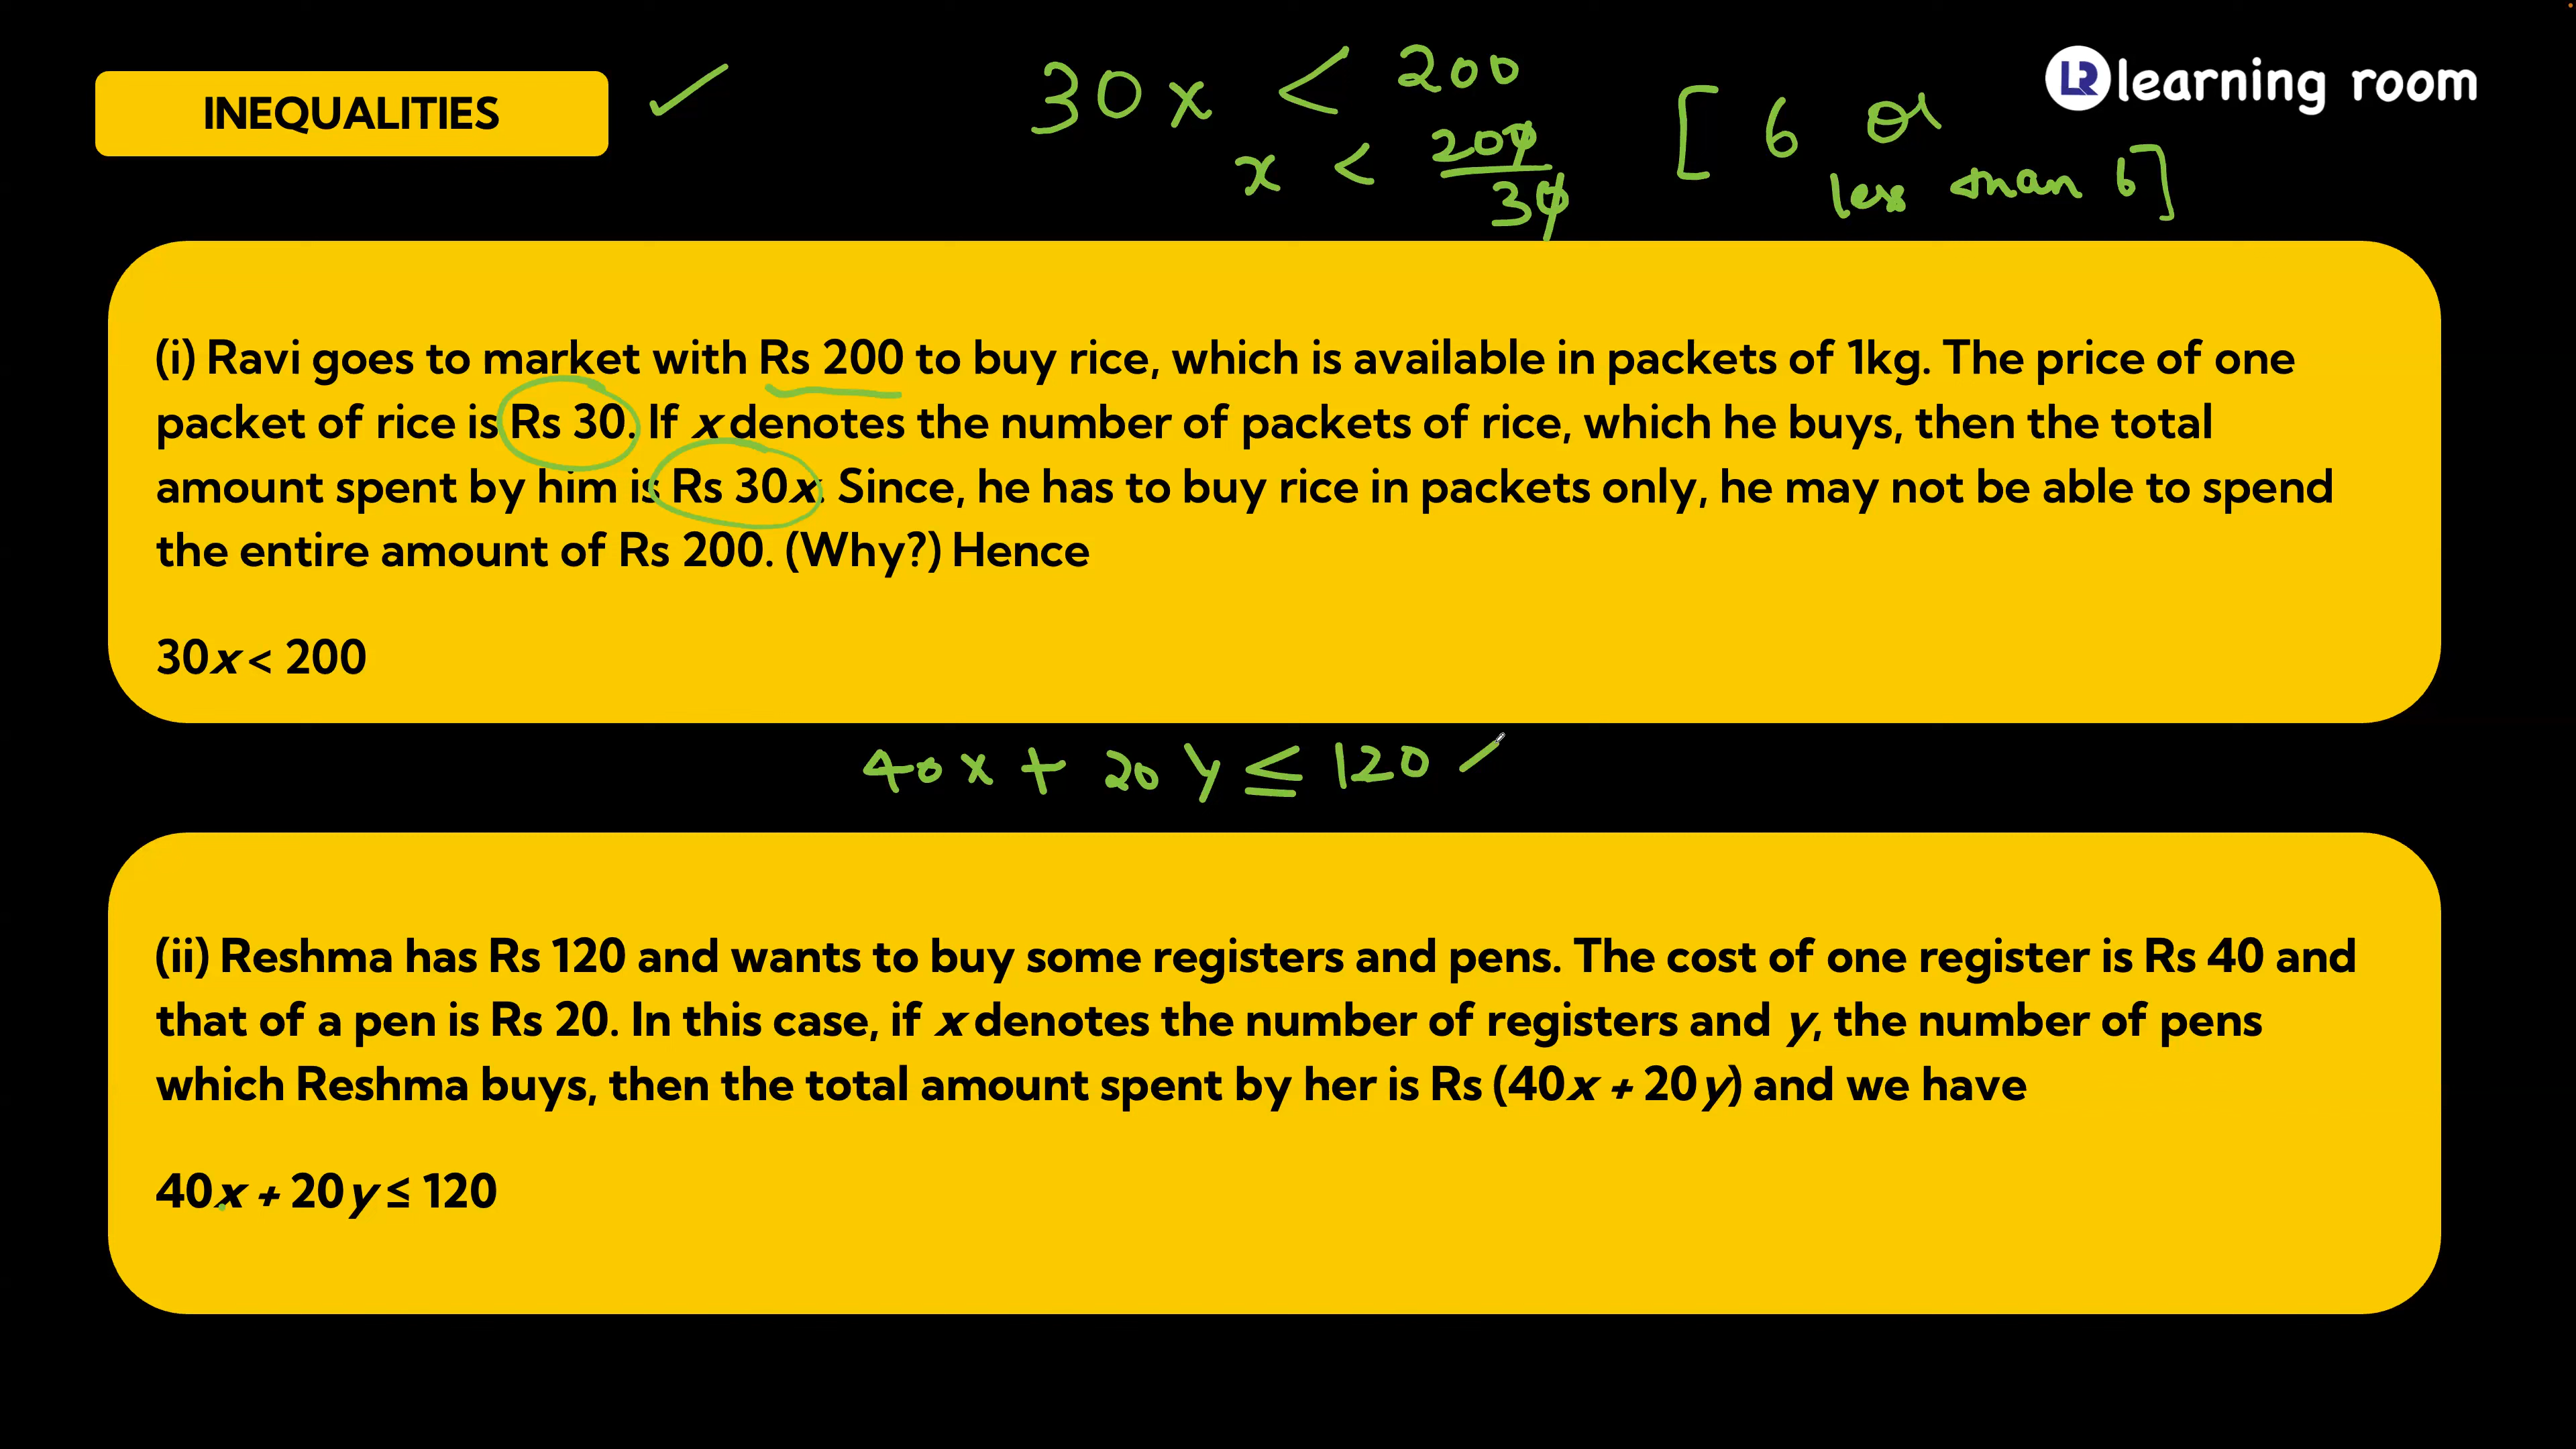 INEQUALITIES
30x < 200
x < 200/30
[ 6 or
less than 6]
LR learning room
(i) Ravi goes to market with Rs 200 to buy rice, which is available in packets of 1kg. The price of one
packet of rice is Rs 30. If x denotes the number of packets of rice, which he buys, then the total
amount spent by him is Rs 30x. Since, he has to buy rice in packets only, he may not be able to spend
the entire amount of Rs 200. (Why?) Hence
30x < 200
40x + 20y ≤ 120
(ii) Reshma has Rs 120 and wants to buy some registers and pens. The cost of one register is Rs 40 and
that of a pen is Rs 20. In this case, if x denotes the number of registers and y, the number of pens
which Reshma buys, then the total amount spent by her is Rs (40x + 20y) and we have
40x + 20y ≤ 120